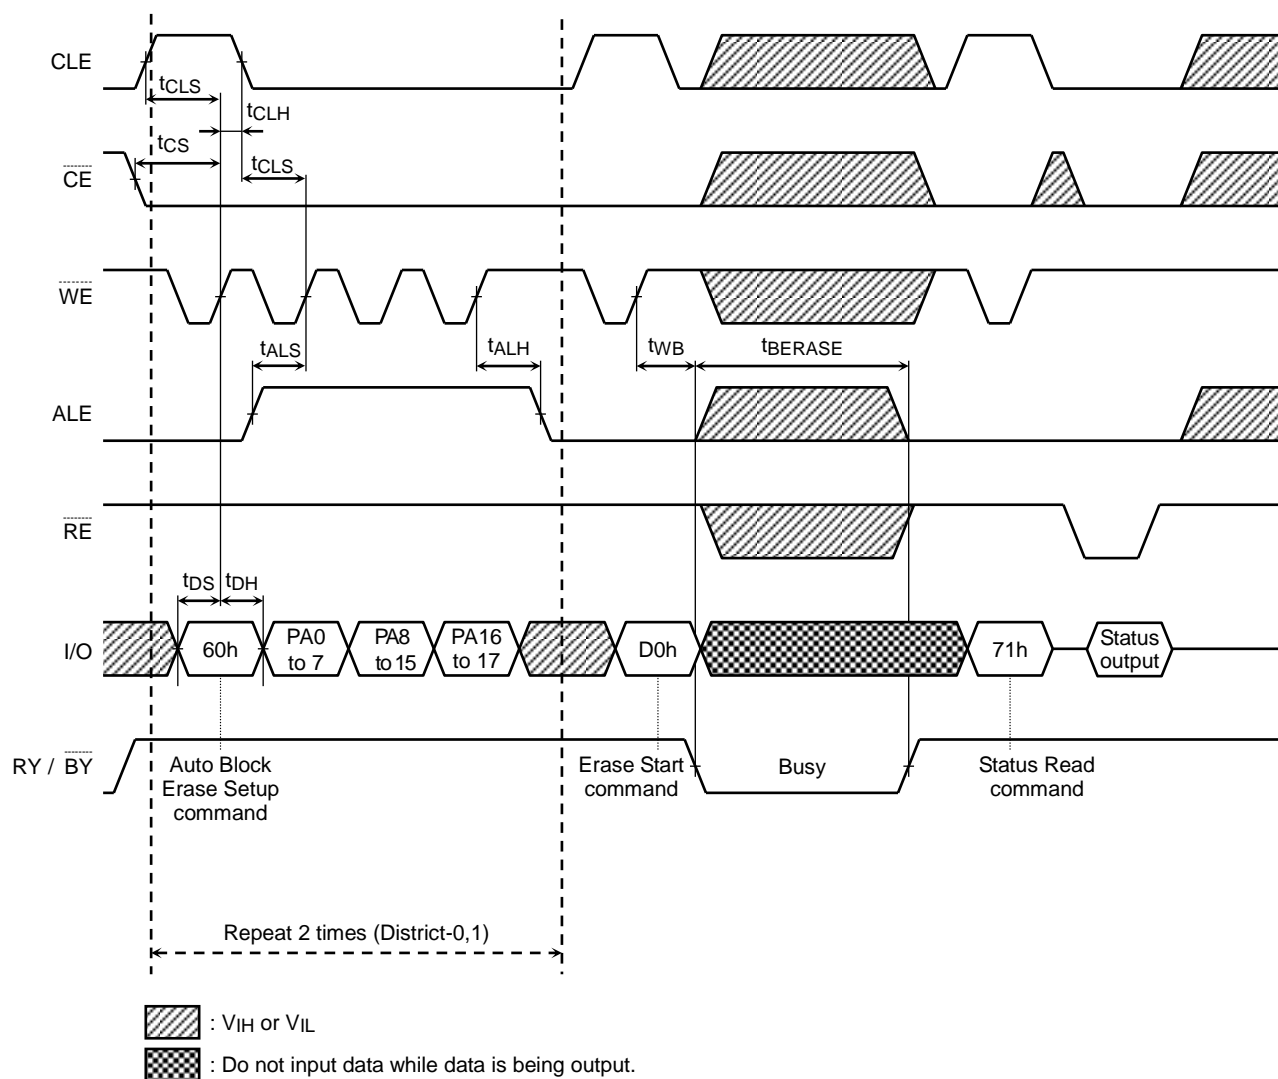 CLE
tCLS
tCLH
tCS
tCLS
CE
WE
tALS
tALH
tWB
tBERASE
ALE
RE
tDS
tDH
I/O
60h
PA0
to 7
PA8
to 15
PA16
to 17
D0h
71h
Status
output
RY / BY
Auto Block
Erase Setup
command
Erase Start
command
Busy
Status Read
command
Repeat 2 times (District-0,1)
: VIH or VIL
: Do not input data while data is being output.